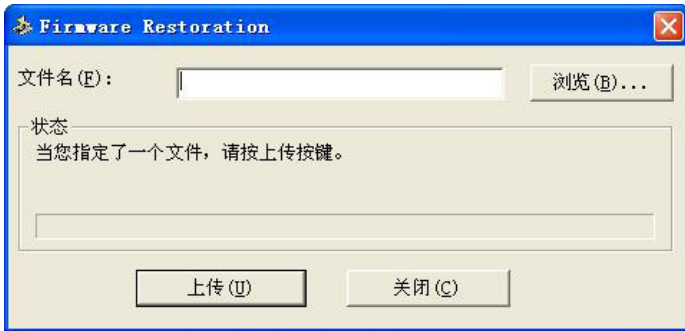 Firmware Restoration
文件名(F):
浏览(B)...
状态
当您指定了一个文件，请按上传按键。
上传(U)
关闭(C)